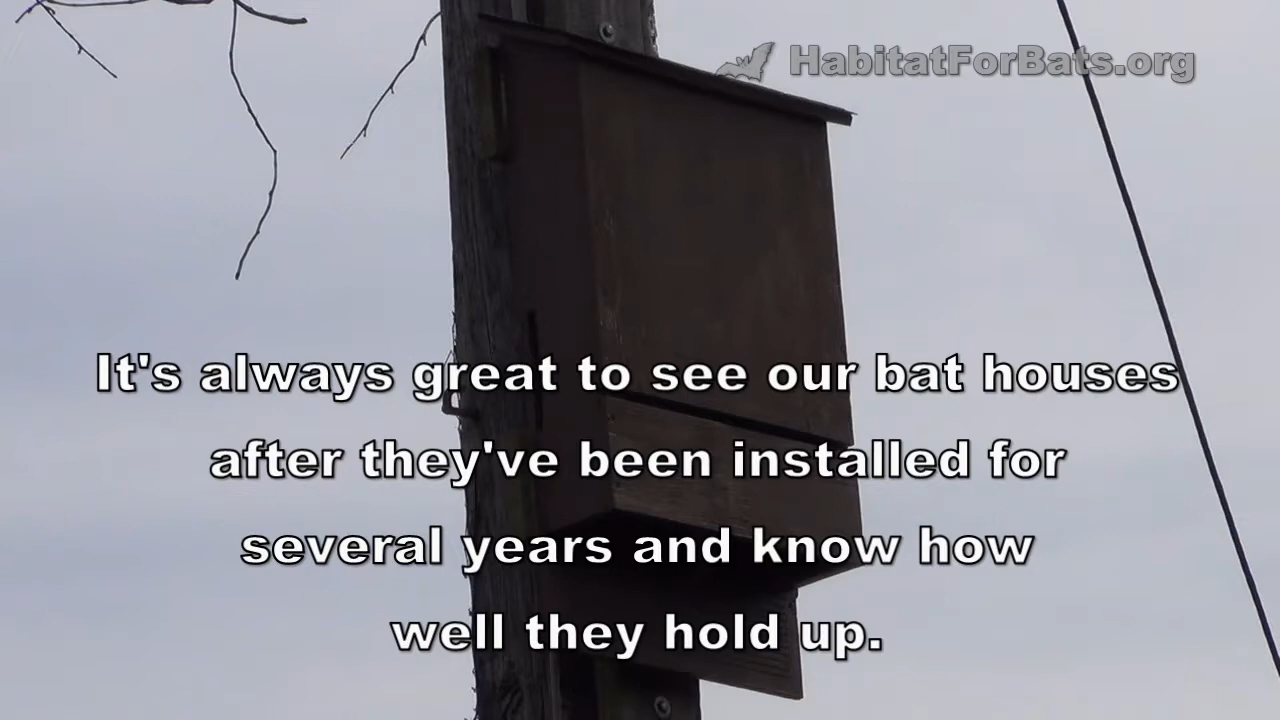 HabitatForBats.org
It's always great to see our bat houses
after they've been installed for
several years and know how
well they hold up.